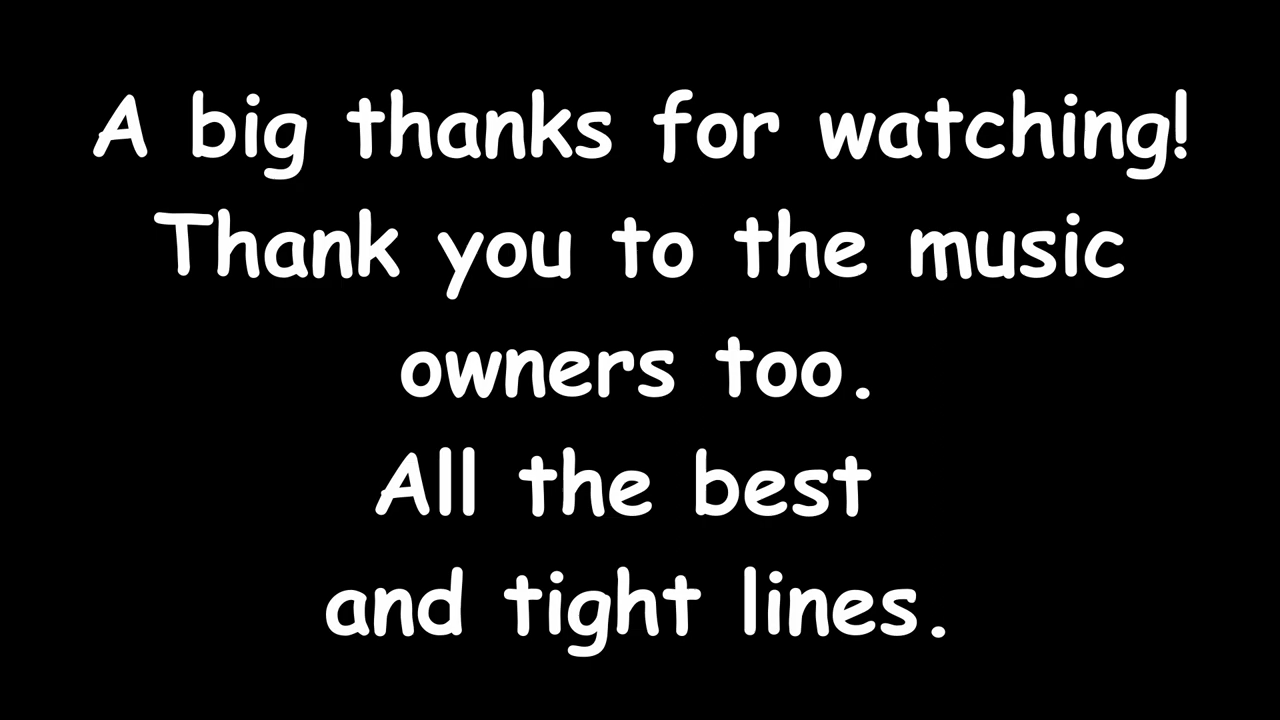 A big thanks for watching!
Thank you to the music
owners too.
All the best
and tight lines.